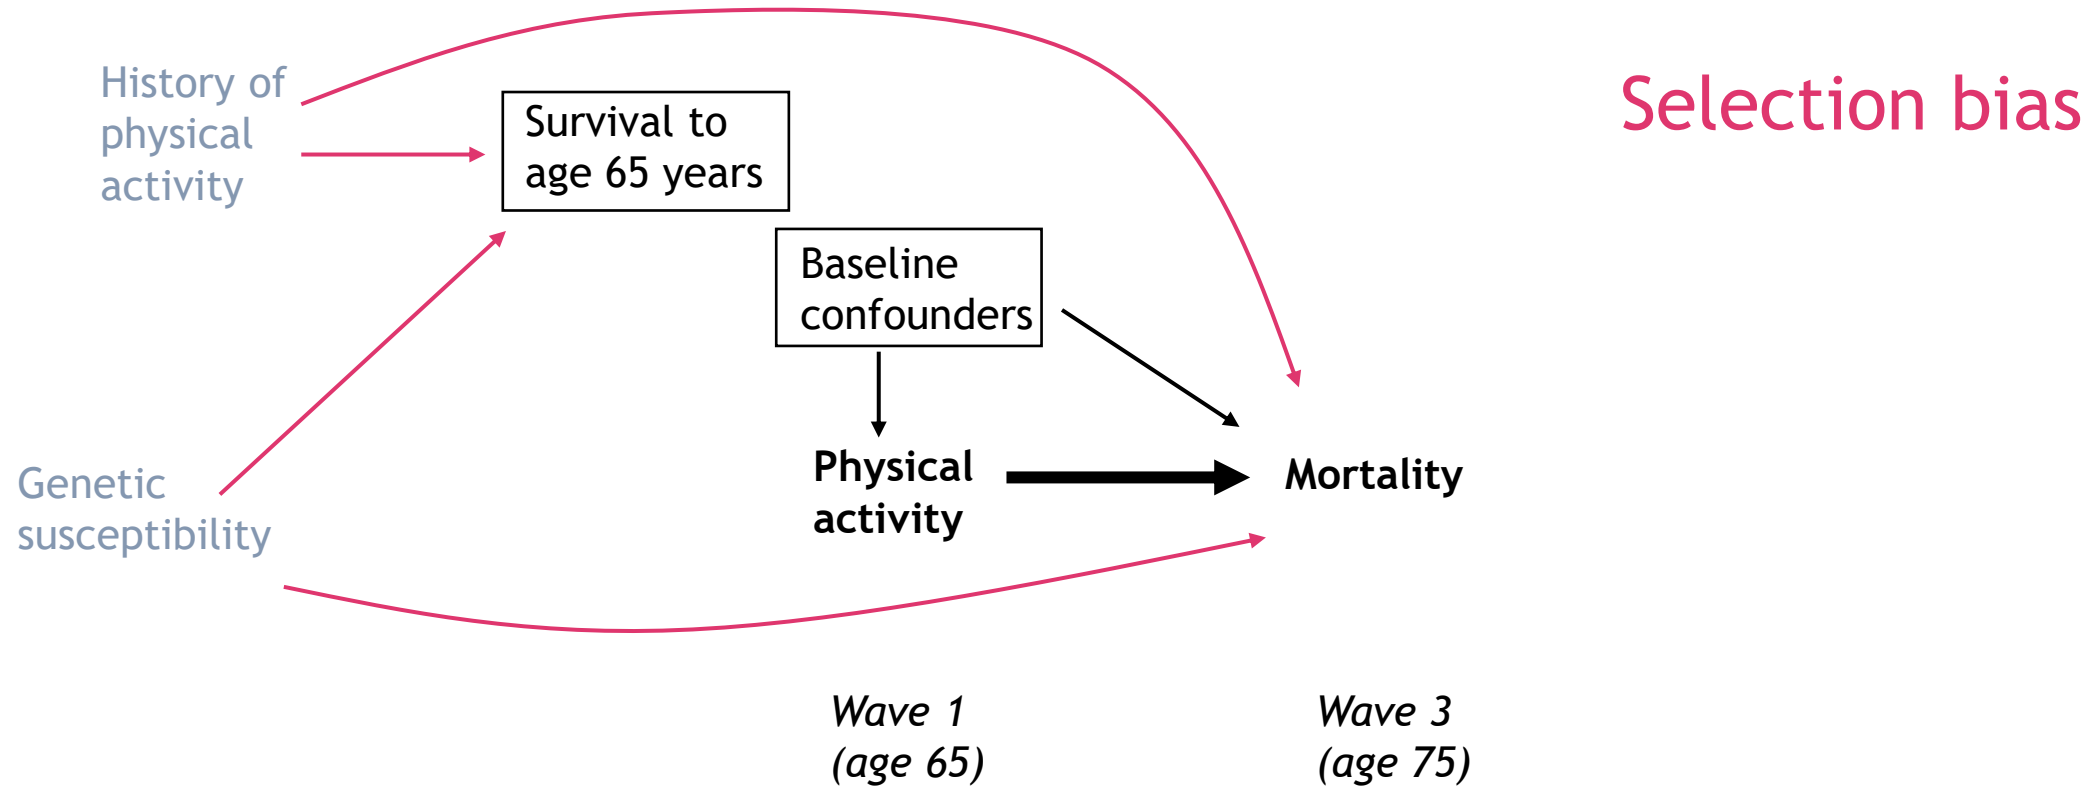 Selection bias
History of
physical
activity
Survival to
age 65 years
Baseline
confounders
Genetic
susceptibility
Physical
activity
Mortality
Wave 1
(age 65)
Wave 3
(age 75)